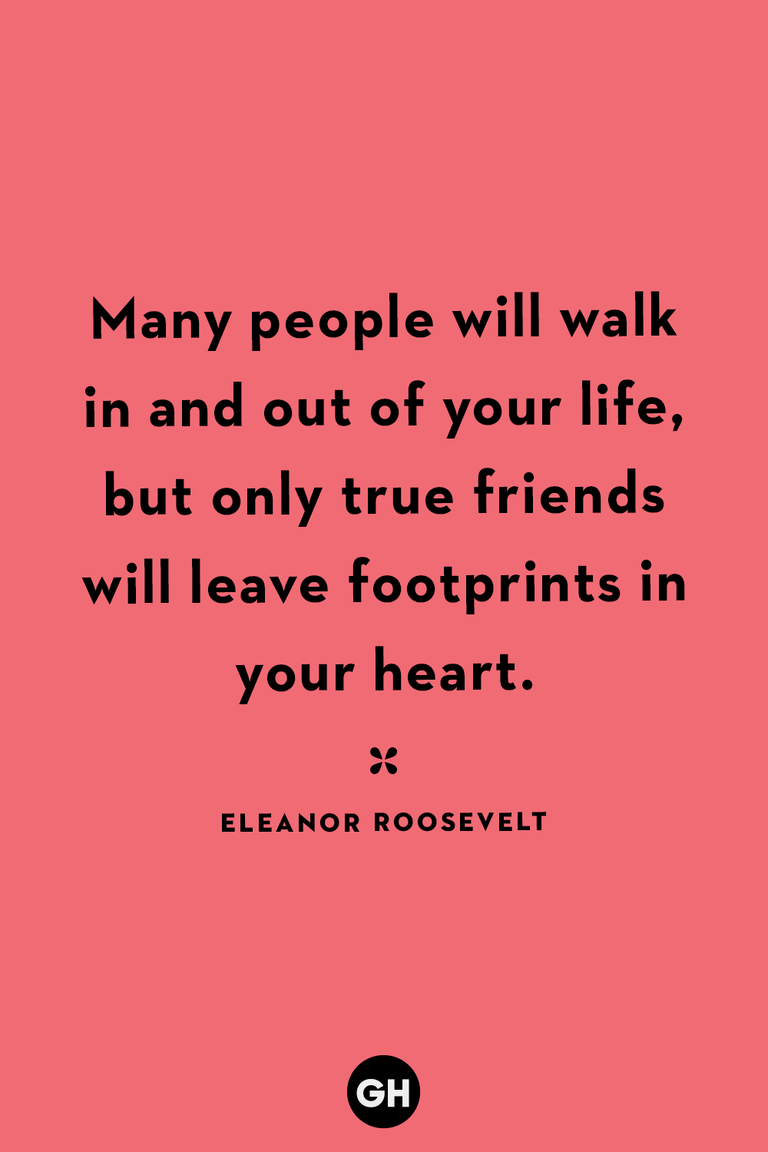 Many people will walk
in and out of your life,
but only true friends
will leave footprints in
your heart.
ELEANOR ROOSEVELT
GH